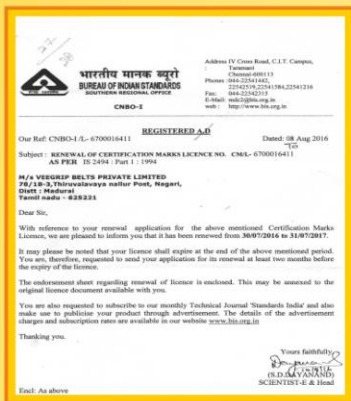 27-
28
भारतीय मानक ब्यूरो
BUREAU OF INDIAN STANDARDS
SOUTHERN REGIONAL OFFICE
CNBO-I
Address IV Cross Road, C.I.T. Campus,
: Taramani
Chennai-600113
Phones :044-22541442,
22542519,22541584,22541216
Fax: 044-22542315
E-Mail: mdc2@bis.org.in
web : http://www.bis.org.in
REGISTERED A.D
Our Ref: CNBO-I /L- 6700016411 Dated: 08 Aug 2016
Subject : RENEWAL OF CERTIFICATION MARKS LICENCE NO. CM/L- 6700016411
AS PER IS 2494 : Part 1 : 1994
M/s VEEGRIP BELTS PRIVATE LIMITED
70/1B-3,Thiruvalavaya nallur Post, Nagari,
Distt : Madurai
Tamil nadu - 625221
Dear Sir,
With reference to your renewal application for the above mentioned Certification Marks
Licence, we are pleased to inform you that it has been renewed from 30/07/2016 to 31/07/2017.
It may please be noted that your licence shall expire at the end of the above mentioned period.
You are, therefore, requested to send your application for its renewal at least two months before
the expiry of the licence.
The endorsement sheet regarding renewal of licence is enclosed. This may be annexed to the
original licence document available with you.
You are also requested to subscribe to our monthly Technical Journal 'Standards India' and also
make use to publicise your product through advertisement. The details of the advertisement
charges and subscription rates are available in our website www.bis.org.in
Thanking you.
Yours faithfully,
(S.D.DAYANAND)
SCIENTIST-E & Head
Encl: As above